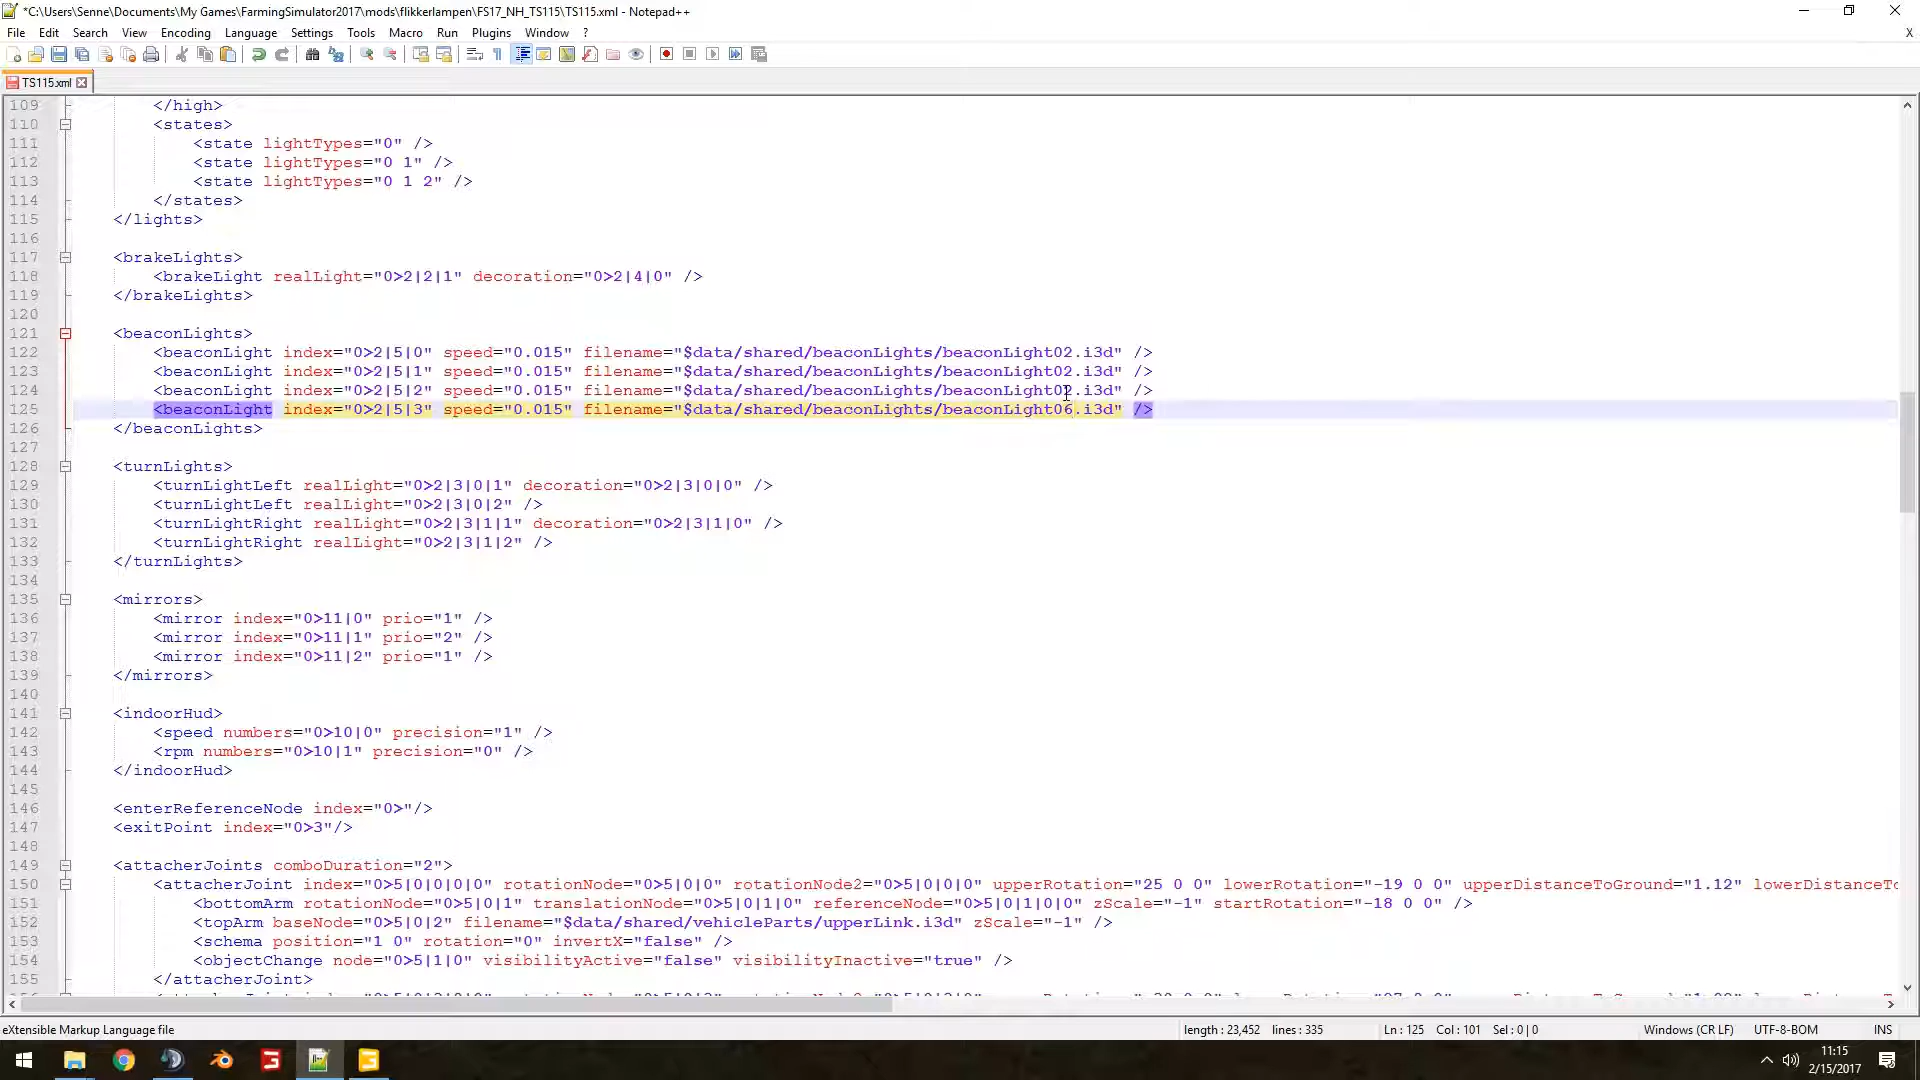 *C:\Users\Senne\Documents\My Games\FarmingSimulator2017\mods\flikkerlampen\FS17_NH_TS115\TS115.xml - Notepad++
File Edit Search View Encoding Language Settings Tools Macro Run Plugins Window ? X
TS115.xml
109 </high>
110 <states>
111 <state lightTypes="0" />
112 <state lightTypes="0 1" />
113 <state lightTypes="0 1 2" />
114 </states>
115 </lights>
116
117 <brakeLights>
118 <brakeLight realLight="0>2|2|1" decoration="0>2|4|0" />
119 </brakeLights>
120
121 <beaconLights>
122 <beaconLight index="0>2|5|0" speed="0.015" filename="$data/shared/beaconLights/beaconLight02.i3d" />
123 <beaconLight index="0>2|5|1" speed="0.015" filename="$data/shared/beaconLights/beaconLight02.i3d" />
124 <beaconLight index="0>2|5|2" speed="0.015" filename="$data/shared/beaconLights/beaconLight02.i3d" />
125 <beaconLight index="0>2|5|3" speed="0.015" filename="$data/shared/beaconLights/beaconLight06.i3d" />
126 </beaconLights>
127
128 <turnLights>
129 <turnLightLeft realLight="0>2|3|0|1" decoration="0>2|3|0|0" />
130 <turnLightLeft realLight="0>2|3|0|2" />
131 <turnLightRight realLight="0>2|3|1|1" decoration="0>2|3|1|0" />
132 <turnLightRight realLight="0>2|3|1|2" />
133 </turnLights>
134
135 <mirrors>
136 <mirror index="0>11|0" prio="1" />
137 <mirror index="0>11|1" prio="2" />
138 <mirror index="0>11|2" prio="1" />
139 </mirrors>
140
141 <indoorHud>
142 <speed numbers="0>10|0" precision="1" />
143 <rpm numbers="0>10|1" precision="0" />
144 </indoorHud>
145
146 <enterReferenceNode index="0>"/>
147 <exitPoint index="0>3"/>
148
149 <attacherJoints comboDuration="2">
150 <attacherJoint index="0>5|0|0|0|0" rotationNode="0>5|0|0" rotationNode2="0>5|0|0|0" upperRotation="25 0 0" lowerRotation="-19 0 0" upperDistanceToGround="1.12" lowerDistanceTo
151 <bottomArm rotationNode="0>5|0|1" translationNode="0>5|0|1|0" referenceNode="0>5|0|1|0|0" zScale="-1" startRotation="-18 0 0" />
152 <topArm baseNode="0>5|0|2" filename="$data/shared/vehicleParts/upperLink.i3d" zScale="-1" />
153 <schema position="1 0" rotation="0" invertX="false" />
154 <objectChange node="0>5|1|0" visibilityActive="false" visibilityInactive="true" />
155 </attacherJoint>
eXtensible Markup Language file length : 23,452 lines : 335 Ln : 125 Col : 101 Sel : 0 | 0 Windows (CR LF) UTF-8-BOM INS
11:15
2/15/2017